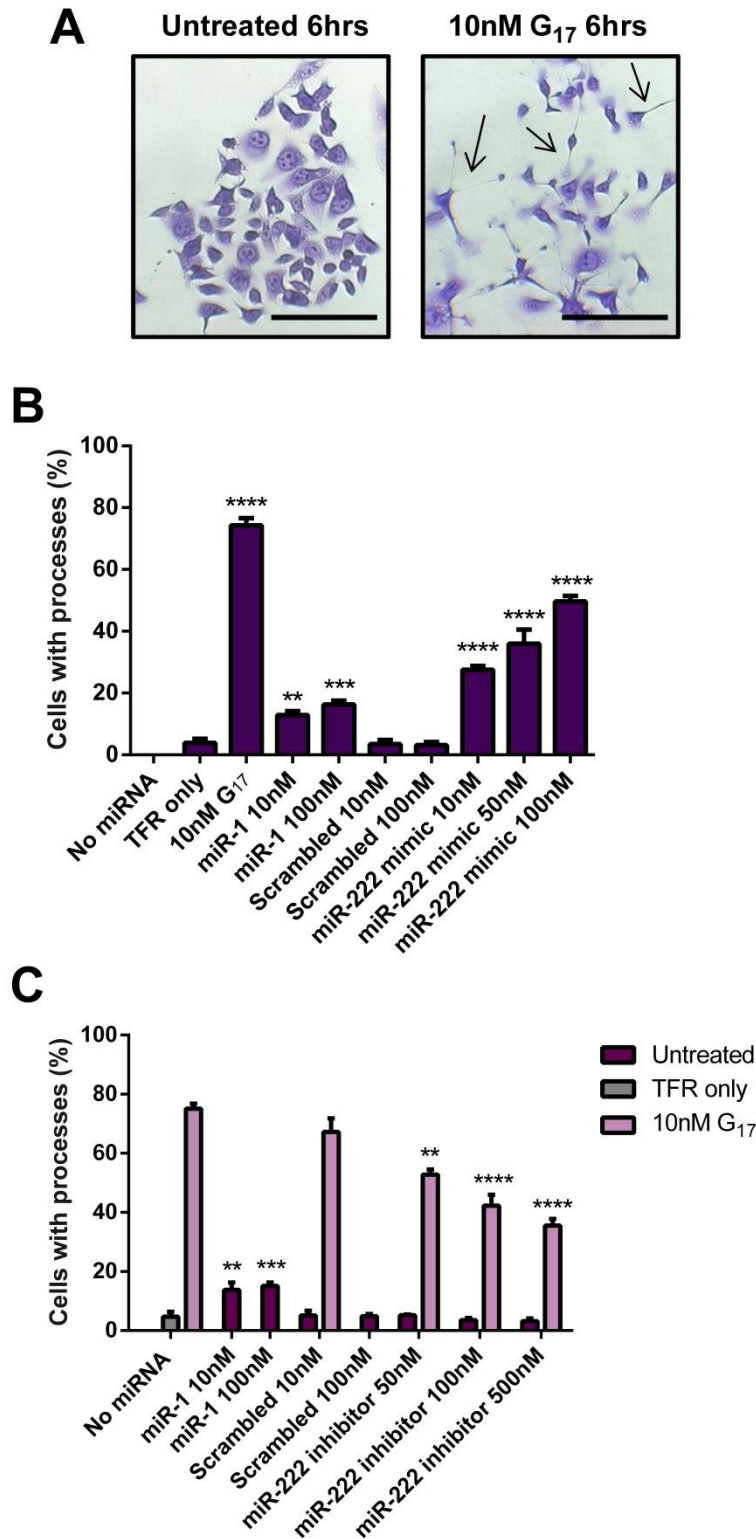 A
Untreated 6hrs
10nM G₁₇ 6hrs
B
Cells with processes (%)
100
80
60
40
20
0
****
**
***
****
****
****
No miRNA
TFR only
10nM G₁₇
miR-1 10nM
miR-1 100nM
Scrambled 10nM
Scrambled 100nM
miR-222 mimic 10nM
miR-222 mimic 50nM
miR-222 mimic 100nM
C
Cells with processes (%)
100
80
60
40
20
0
**
***
**
****
****
Untreated
TFR only
10nM G₁₇
No miRNA
miR-1 10nM
miR-1 100nM
Scrambled 10nM
Scrambled 100nM
miR-222 inhibitor 50nM
miR-222 inhibitor 100nM
miR-222 inhibitor 500nM